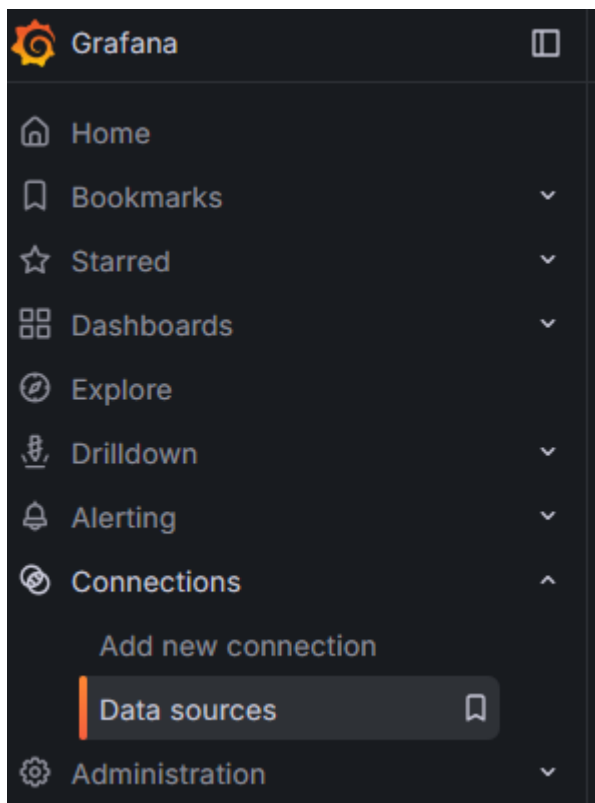 Grafana
Home
Bookmarks
Starred
Dashboards
Explore
Drilldown
Alerting
Connections
Add new connection
Data sources
Administration